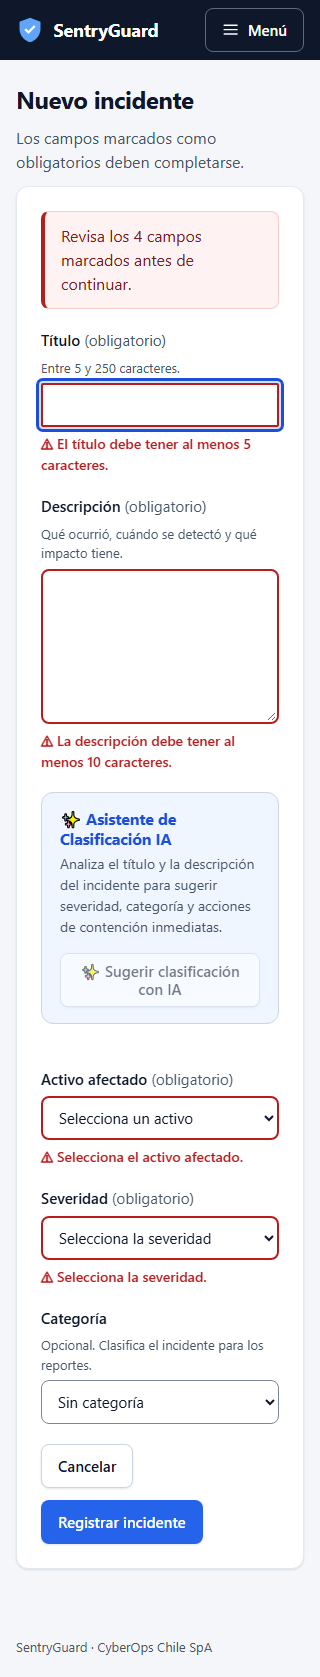 SentryGuard
Menú
Nuevo incidente
Los campos marcados como
obligatorios deben completarse.
Revisa los 4 campos
marcados antes de
continuar.
Título (obligatorio)
Entre 5 y 250 caracteres.
⚠ El título debe tener al menos 5
caracteres.
Descripción (obligatorio)
Qué ocurrió, cuándo se detectó y qué
impacto tiene.
⚠ La descripción debe tener al
menos 10 caracteres.
✨ Asistente de
Clasificación IA
Analiza el título y la descripción
del incidente para sugerir
severidad, categoría y acciones
de contención inmediatas.
✨ Sugerir clasificación
con IA
Activo afectado (obligatorio)
Selecciona un activo
⚠ Selecciona el activo afectado.
Severidad (obligatorio)
Selecciona la severidad
⚠ Selecciona la severidad.
Categoría
Opcional. Clasifica el incidente para los
reportes.
Sin categoría
Cancelar
Registrar incidente
SentryGuard · CyberOps Chile SpA